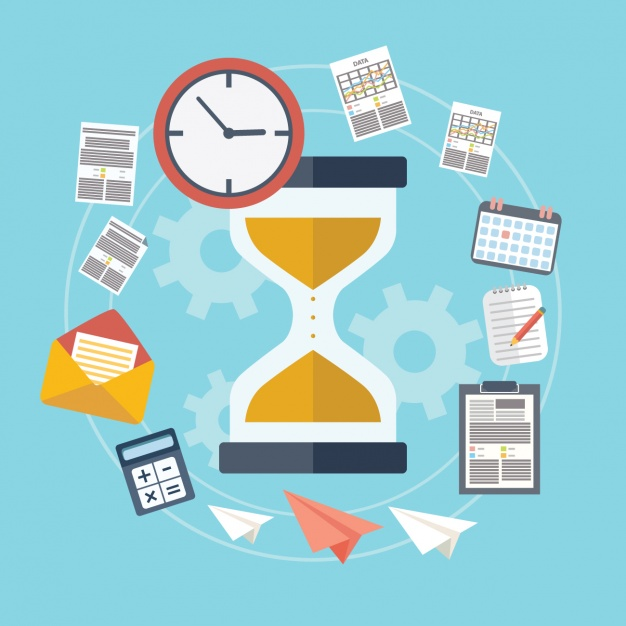 DATA
DATA
+ −
× =